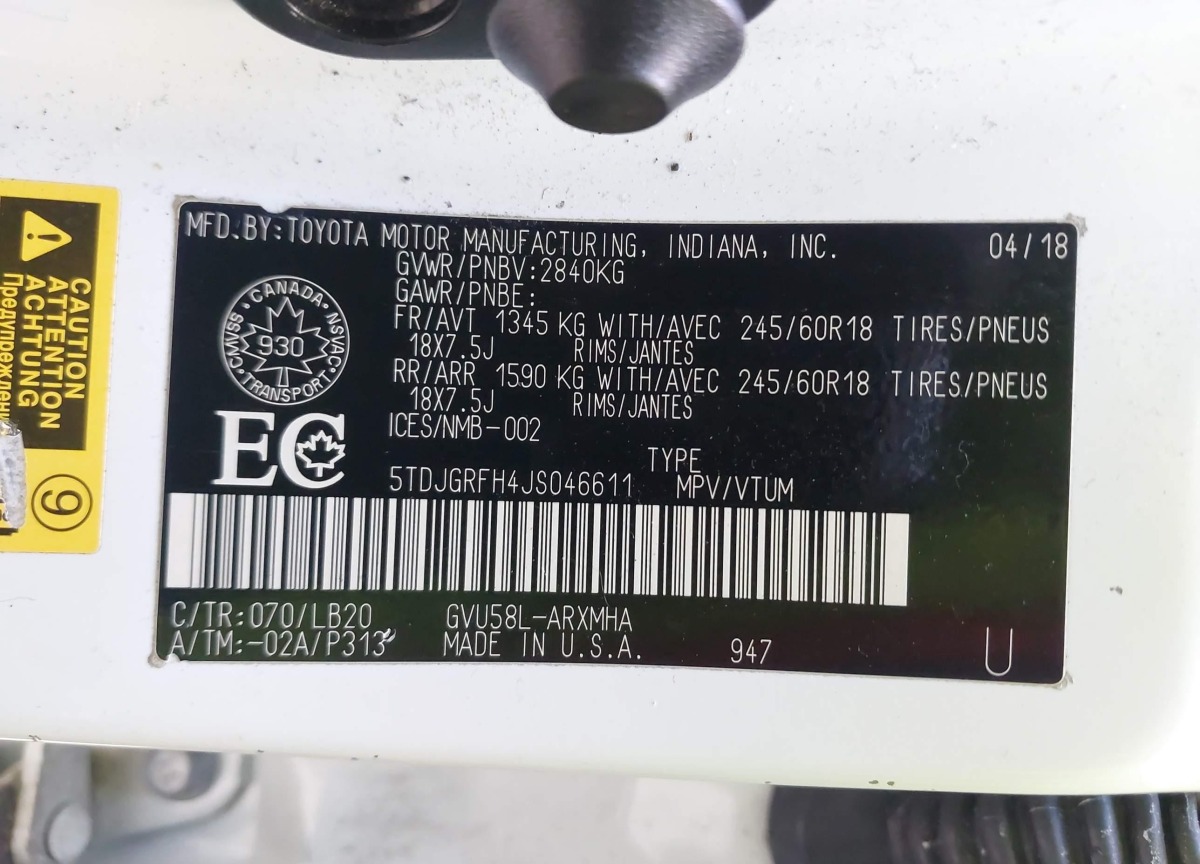 MFD.BY:TOYOTA MOTOR MANUFACTURING, INDIANA, INC. 04/18
GVWR/PNBV:2840KG
GAWR/PNBE:
FR/AVT 1345 KG WITH/AVEC 245/60R18 TIRES/PNEUS
18X7.5J RIMS/JANTES
RR/ARR 1590 KG WITH/AVEC 245/60R18 TIRES/PNEUS
18X7.5J RIMS/JANTES
ICES/NMB-002
CANADA
CMVSS NSVAC
930
TRANSPORT
EC
TYPE
5TDJGRFH4JS046611 MPV/VTUM
C/TR:070/LB20 GVU58L-ARXMHA
A/TM:-02A/P313 MADE IN U.S.A. 947 U
CAUTION
ATTENTION
ACHTUNG
9